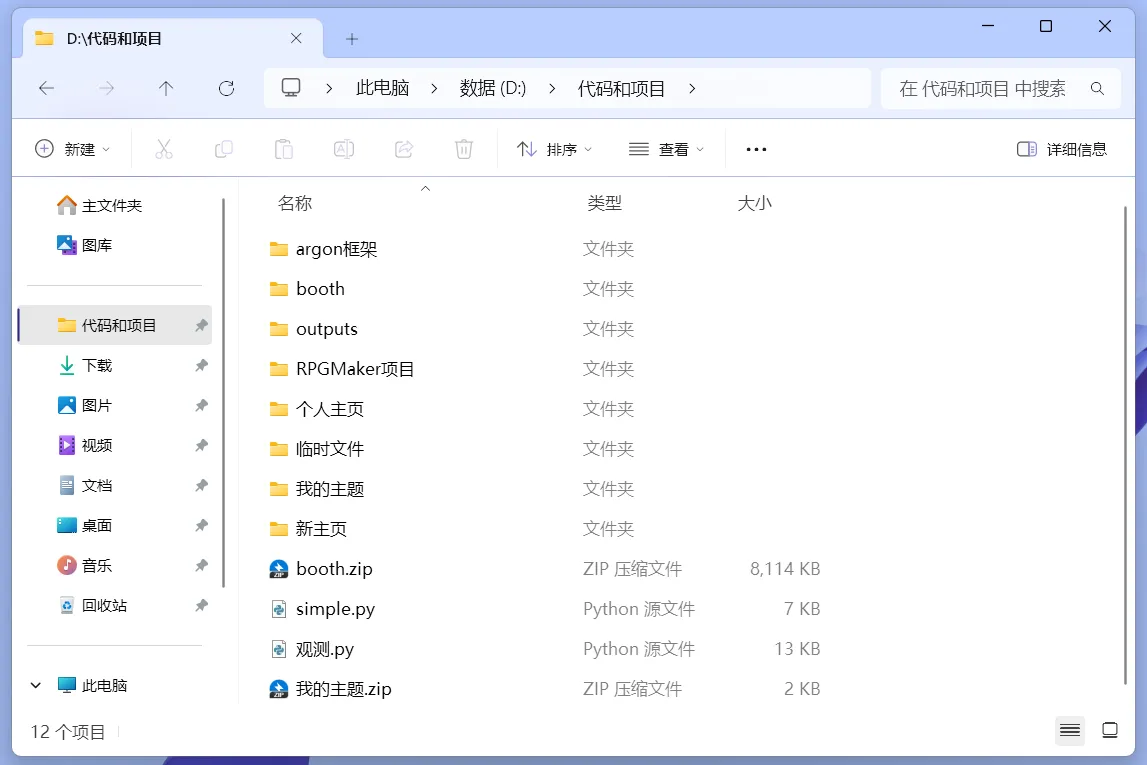 D:\代码和项目
此电脑 数据 (D:) 代码和项目 在 代码和项目 中搜索
新建 排序 查看 详细信息
主文件夹
图库
代码和项目
下载
图片
视频
文档
桌面
音乐
回收站
此电脑
名称 类型 大小
argon框架 文件夹
booth 文件夹
outputs 文件夹
RPGMaker项目 文件夹
个人主页 文件夹
临时文件 文件夹
我的主题 文件夹
新主页 文件夹
booth.zip ZIP 压缩文件 8,114 KB
simple.py Python 源文件 7 KB
观测.py Python 源文件 13 KB
我的主题.zip ZIP 压缩文件 2 KB
12 个项目